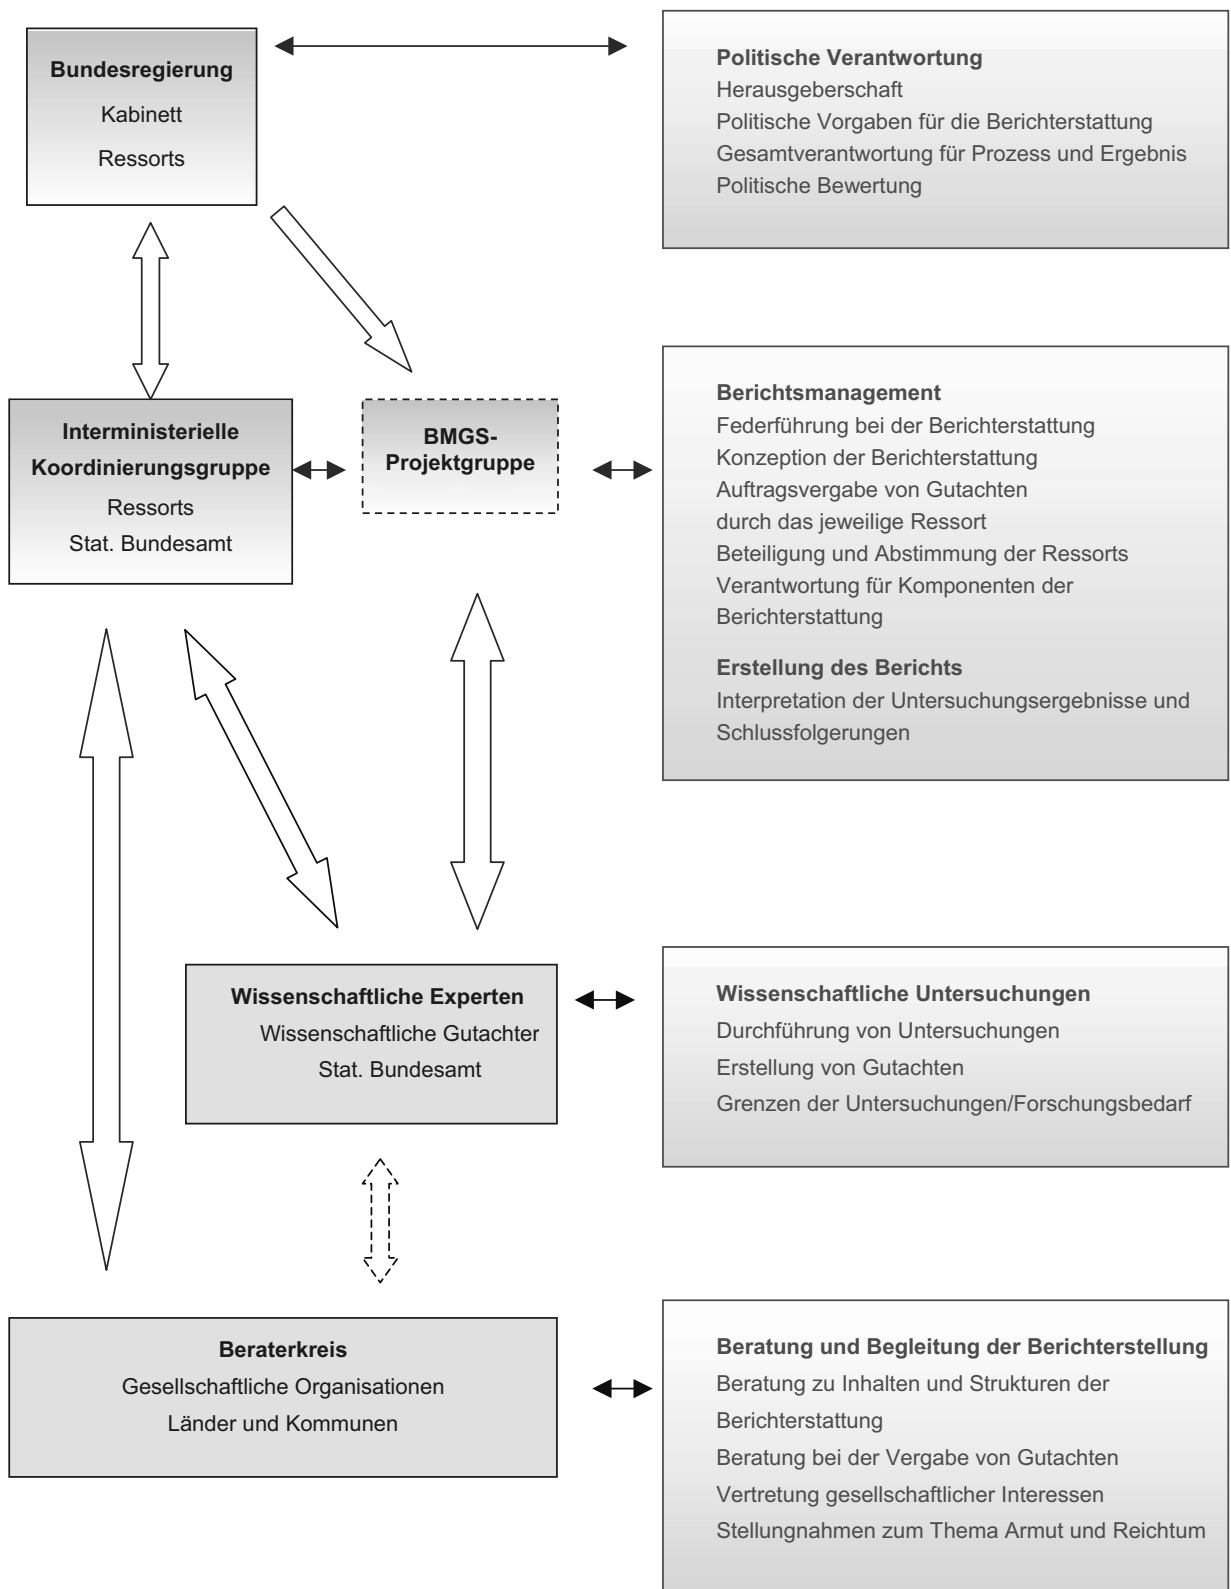 Bundesregierung
Kabinett
Ressorts
Politische Verantwortung
Herausgeberschaft
Politische Vorgaben für die Berichterstattung
Gesamtverantwortung für Prozess und Ergebnis
Politische Bewertung
Interministerielle
Koordinierungsgruppe
Ressorts
Stat. Bundesamt
BMGS-
Projektgruppe
Berichtsmanagement
Federführung bei der Berichterstattung
Konzeption der Berichterstattung
Auftragsvergabe von Gutachten
durch das jeweilige Ressort
Beteiligung und Abstimmung der Ressorts
Verantwortung für Komponenten der
Berichterstattung
Erstellung des Berichts
Interpretation der Untersuchungsergebnisse und
Schlussfolgerungen
Wissenschaftliche Experten
Wissenschaftliche Gutachter
Stat. Bundesamt
Wissenschaftliche Untersuchungen
Durchführung von Untersuchungen
Erstellung von Gutachten
Grenzen der Untersuchungen/Forschungsbedarf
Beraterkreis
Gesellschaftliche Organisationen
Länder und Kommunen
Beratung und Begleitung der Berichterstellung
Beratung zu Inhalten und Strukturen der
Berichterstattung
Beratung bei der Vergabe von Gutachten
Vertretung gesellschaftlicher Interessen
Stellungnahmen zum Thema Armut und Reichtum